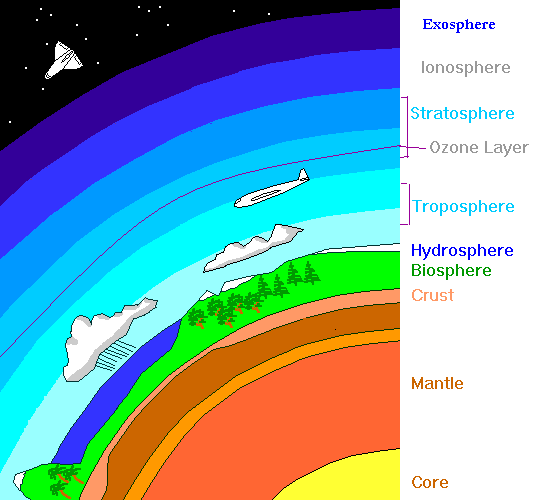 Exosphere
Ionosphere
Stratosphere
Ozone Layer
Troposphere
Hydrosphere
Biosphere
Crust
Mantle
Core